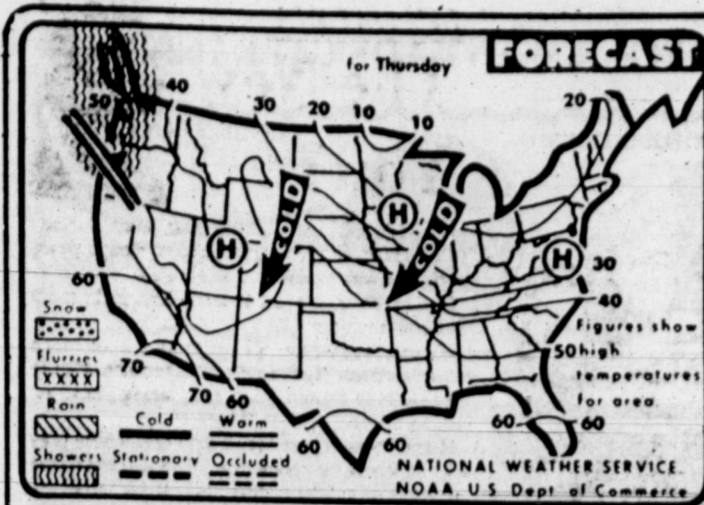 FORECAST
for Thursday
50
40
30
20
10
10
20
COLD
COLD
H
H
H
30
40
50
60
70
70
60
60
60
60
60
Figures show
high
temperatures
for area.
Snow
Flurries
XXXX
Rain
Showers
Cold
Warm
Stationary
Occluded
NATIONAL WEATHER SERVICE.
NOAA, U.S. Dept. of Commerce